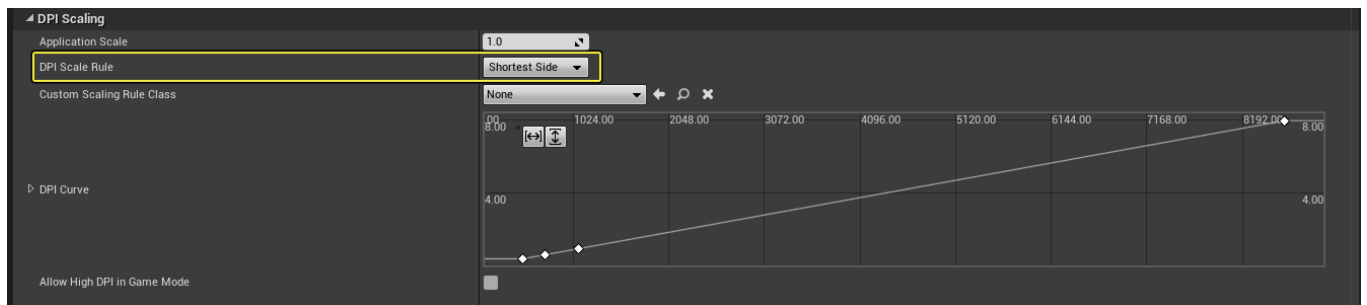 DPI Scaling
Application Scale
1.0
DPI Scale Rule
Shortest Side
Custom Scaling Rule Class
None
.00 1024.00 2048.00 3072.00 4096.00 5120.00 6144.00 7168.00 8192.00
8.00 8.00
DPI Curve
4.00 4.00
Allow High DPI in Game Mode